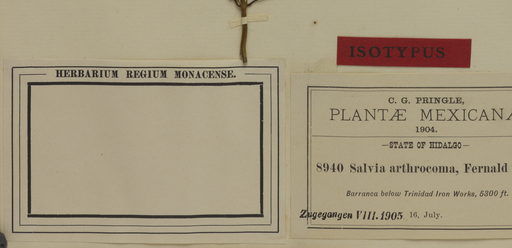 ISOTYPUS
HERBARIUM REGIUM MONACENSE.
C. G. PRINGLE,
PLANTÆ MEXICANÆ
1904.
—STATE OF HIDALGO—
8940 Salvia arthrocoma, Fernald
Barranca below Trinidad Iron Works, 5300 ft.
Zugegangen VIII. 1905 16, July.